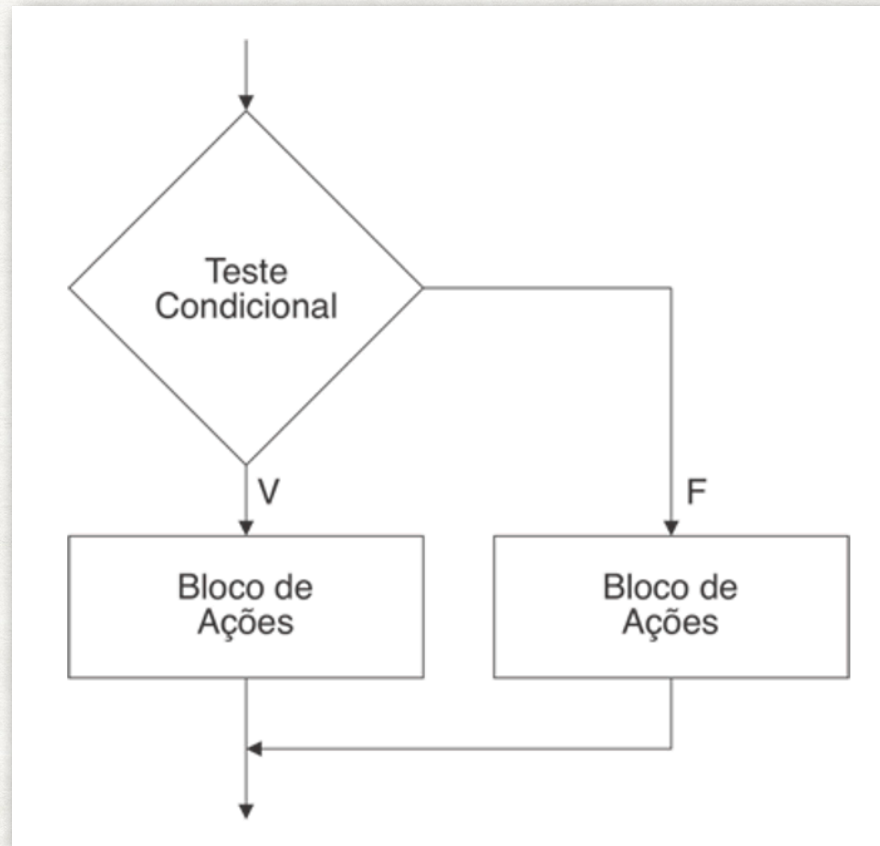 Teste
Condicional
V
F
Bloco de
Ações
Bloco de
Ações